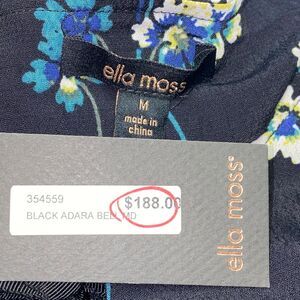 ella moss
M
made in
china
354559
$188.00
BLACK ADARA BELL MD
ella moss®